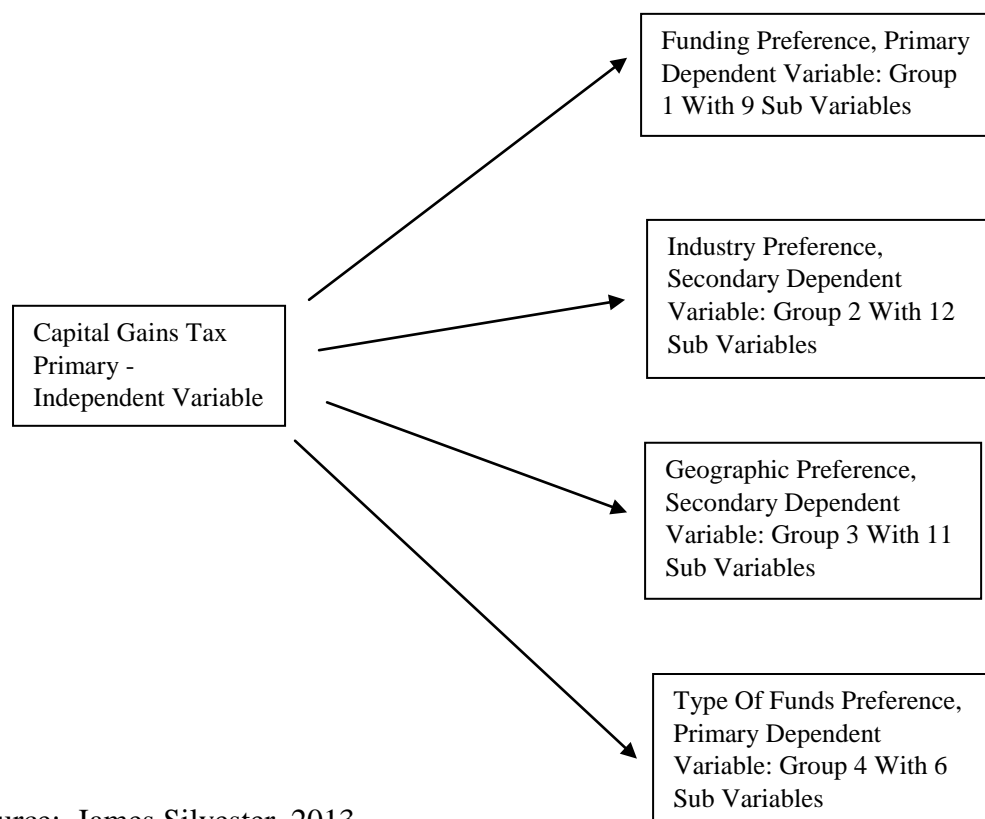 Funding Preference, Primary
Dependent Variable: Group
1 With 9 Sub Variables
Industry Preference,
Secondary Dependent
Variable: Group 2 With 12
Sub Variables
Capital Gains Tax
Primary -
Independent Variable
Geographic Preference,
Secondary Dependent
Variable: Group 3 With 11
Sub Variables
Type Of Funds Preference,
Primary Dependent
Variable: Group 4 With 6
Sub Variables
James Silvester, 2013